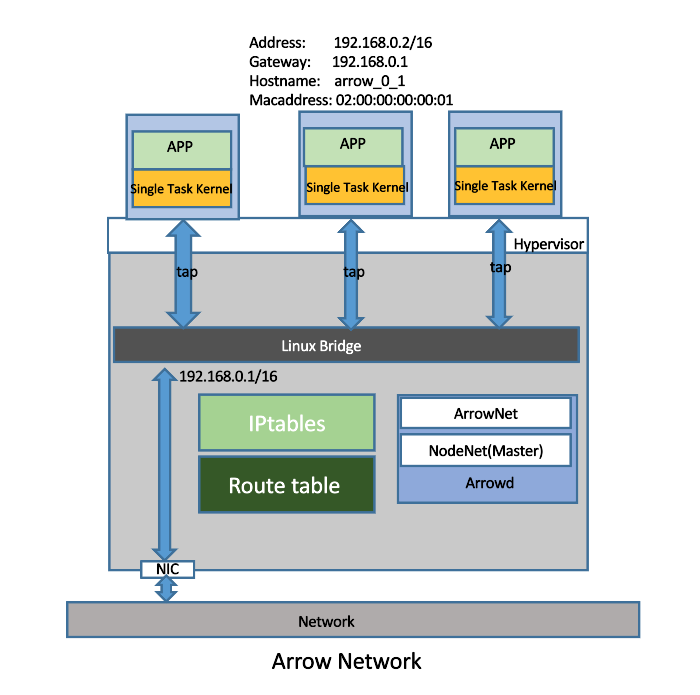 Address: 192.168.0.2/16
Gateway: 192.168.0.1
Hostname: arrow_0_1
Macaddress: 02:00:00:00:00:01
APP
Single Task Kernel
APP
Single Task Kernel
APP
Single Task Kernel
Hypervisor
tap
tap
tap
Linux Bridge
192.168.0.1/16
IPtables
Route table
ArrowNet
NodeNet(Master)
Arrowd
NIC
Network
Arrow Network